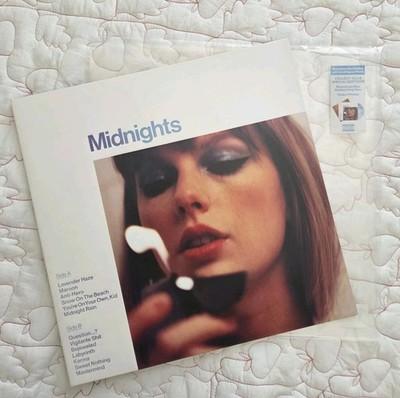 Midnights
Side A
Lavender Haze
Maroon
Anti-Hero
Snow On The Beach
You're On Your Own, Kid
Midnight Rain
Side B
Question...?
Vigilante Shit
Bejeweled
Labyrinth
Karma
Sweet Nothing
Mastermind